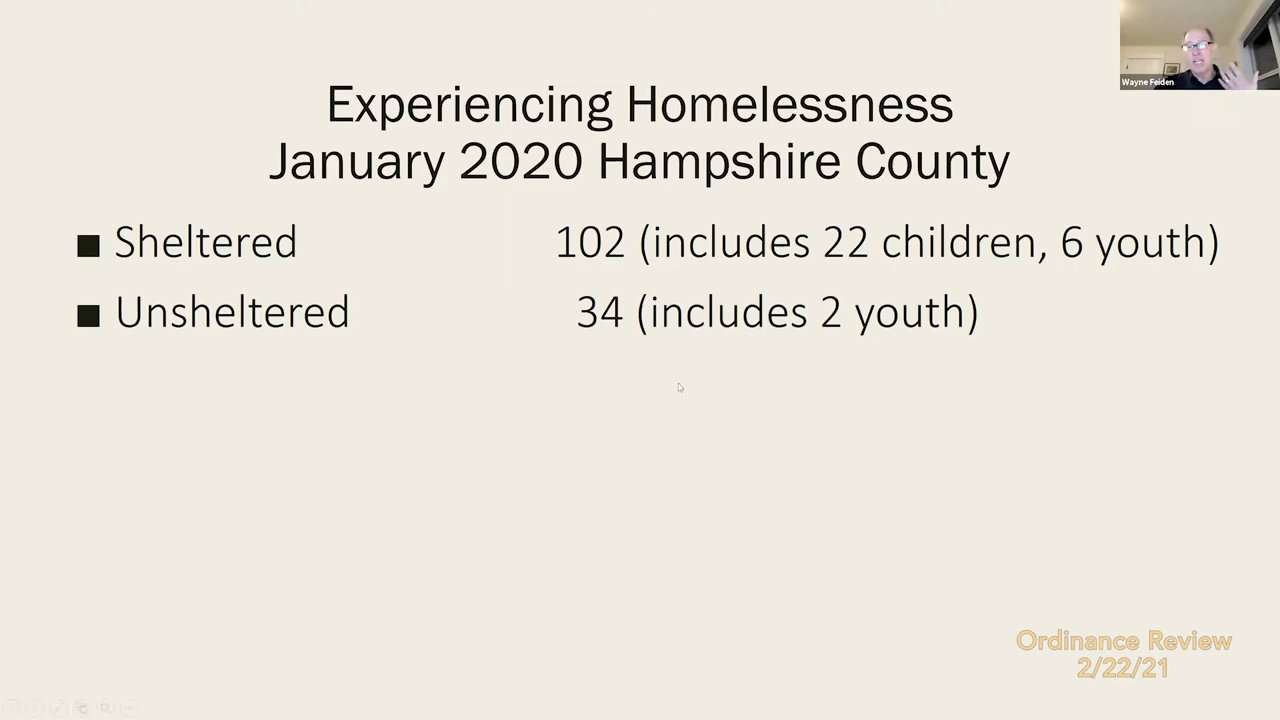 Wayne Feiden
Experiencing Homelessness
January 2020 Hampshire County
■ Sheltered 102 (includes 22 children, 6 youth)
■ Unsheltered 34 (includes 2 youth)
Ordinance Review
2/22/21